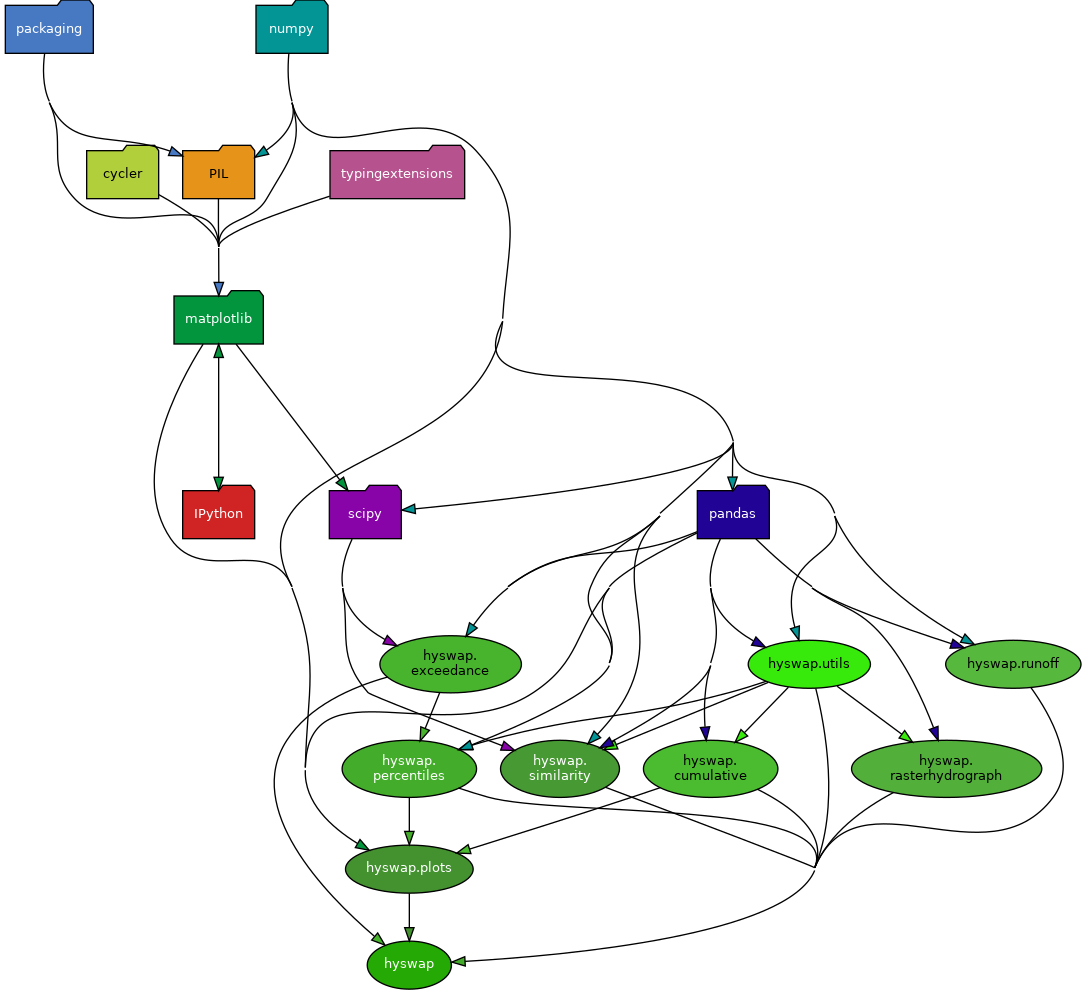 packaging
numpy
cycler
PIL
typingextensions
matplotlib
IPython
scipy
pandas
hyswap.
exceedance
hyswap.utils
hyswap.runoff
hyswap.
percentiles
hyswap.
similarity
hyswap.
cumulative
hyswap.
rasterhydrograph
hyswap.plots
hyswap